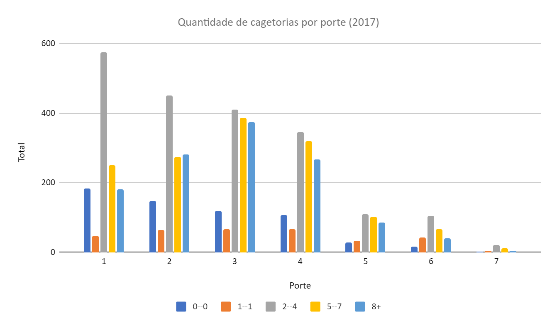 Quantidade de cagetorias por porte (2017)
600
400
200
0
Total
1 2 3 4 5 6 7
Porte
0–0 1–1 2–4 5–7 8+